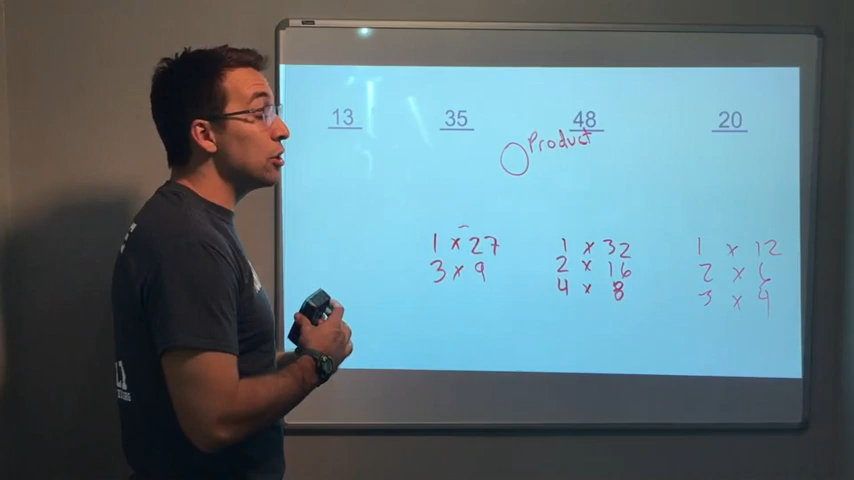 13 35 48 20
Product
1 x 27 1 x 32 1 x 12
3 x 9 2 x 16 2 x 6
4 x 8 3 x 4